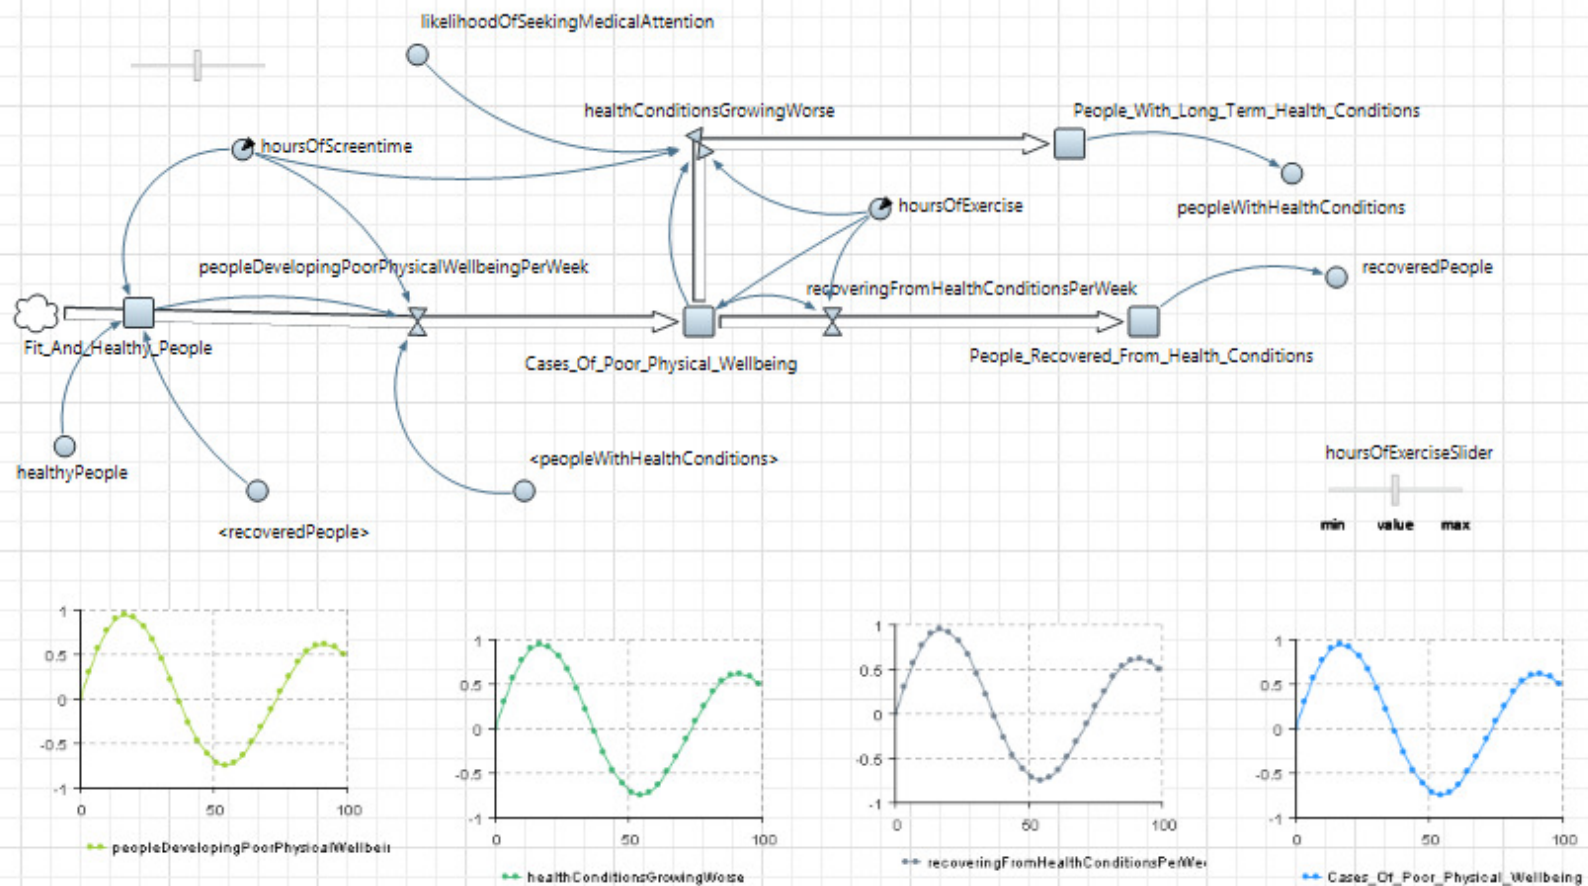 likelihoodOfSeekingMedicalAttention
healthConditionsGrowingWorse
People_With_Long_Term_Health_Conditions
hoursOfScreentime
hoursOfExercise
peopleWithHealthConditions
peopleDevelopingPoorPhysicalWellbeingPerWeek
recoveredPeople
recoveringFromHealthConditionsPerWeek
Fit_And_Healthy_People
Cases_Of_Poor_Physical_Wellbeing
People_Recovered_From_Health_Conditions
healthyPeople
<peopleWithHealthConditions>
hoursOfExerciseSlider
min value max
<recoveredPeople>
1
0.5
0
-0.5
-1
0 50 100
peopleDevelopingPoorPhysicalWellbein
1
0.5
0
-0.5
-1
0 50 100
healthConditionsGrowingWorse
1
0.5
0
-0.5
-1
0 50 100
recoveringFromHealthConditionsPerWee
1
0.5
0
-0.5
-1
0 50 100
Cases_Of_Poor_Physical_Wellbeing